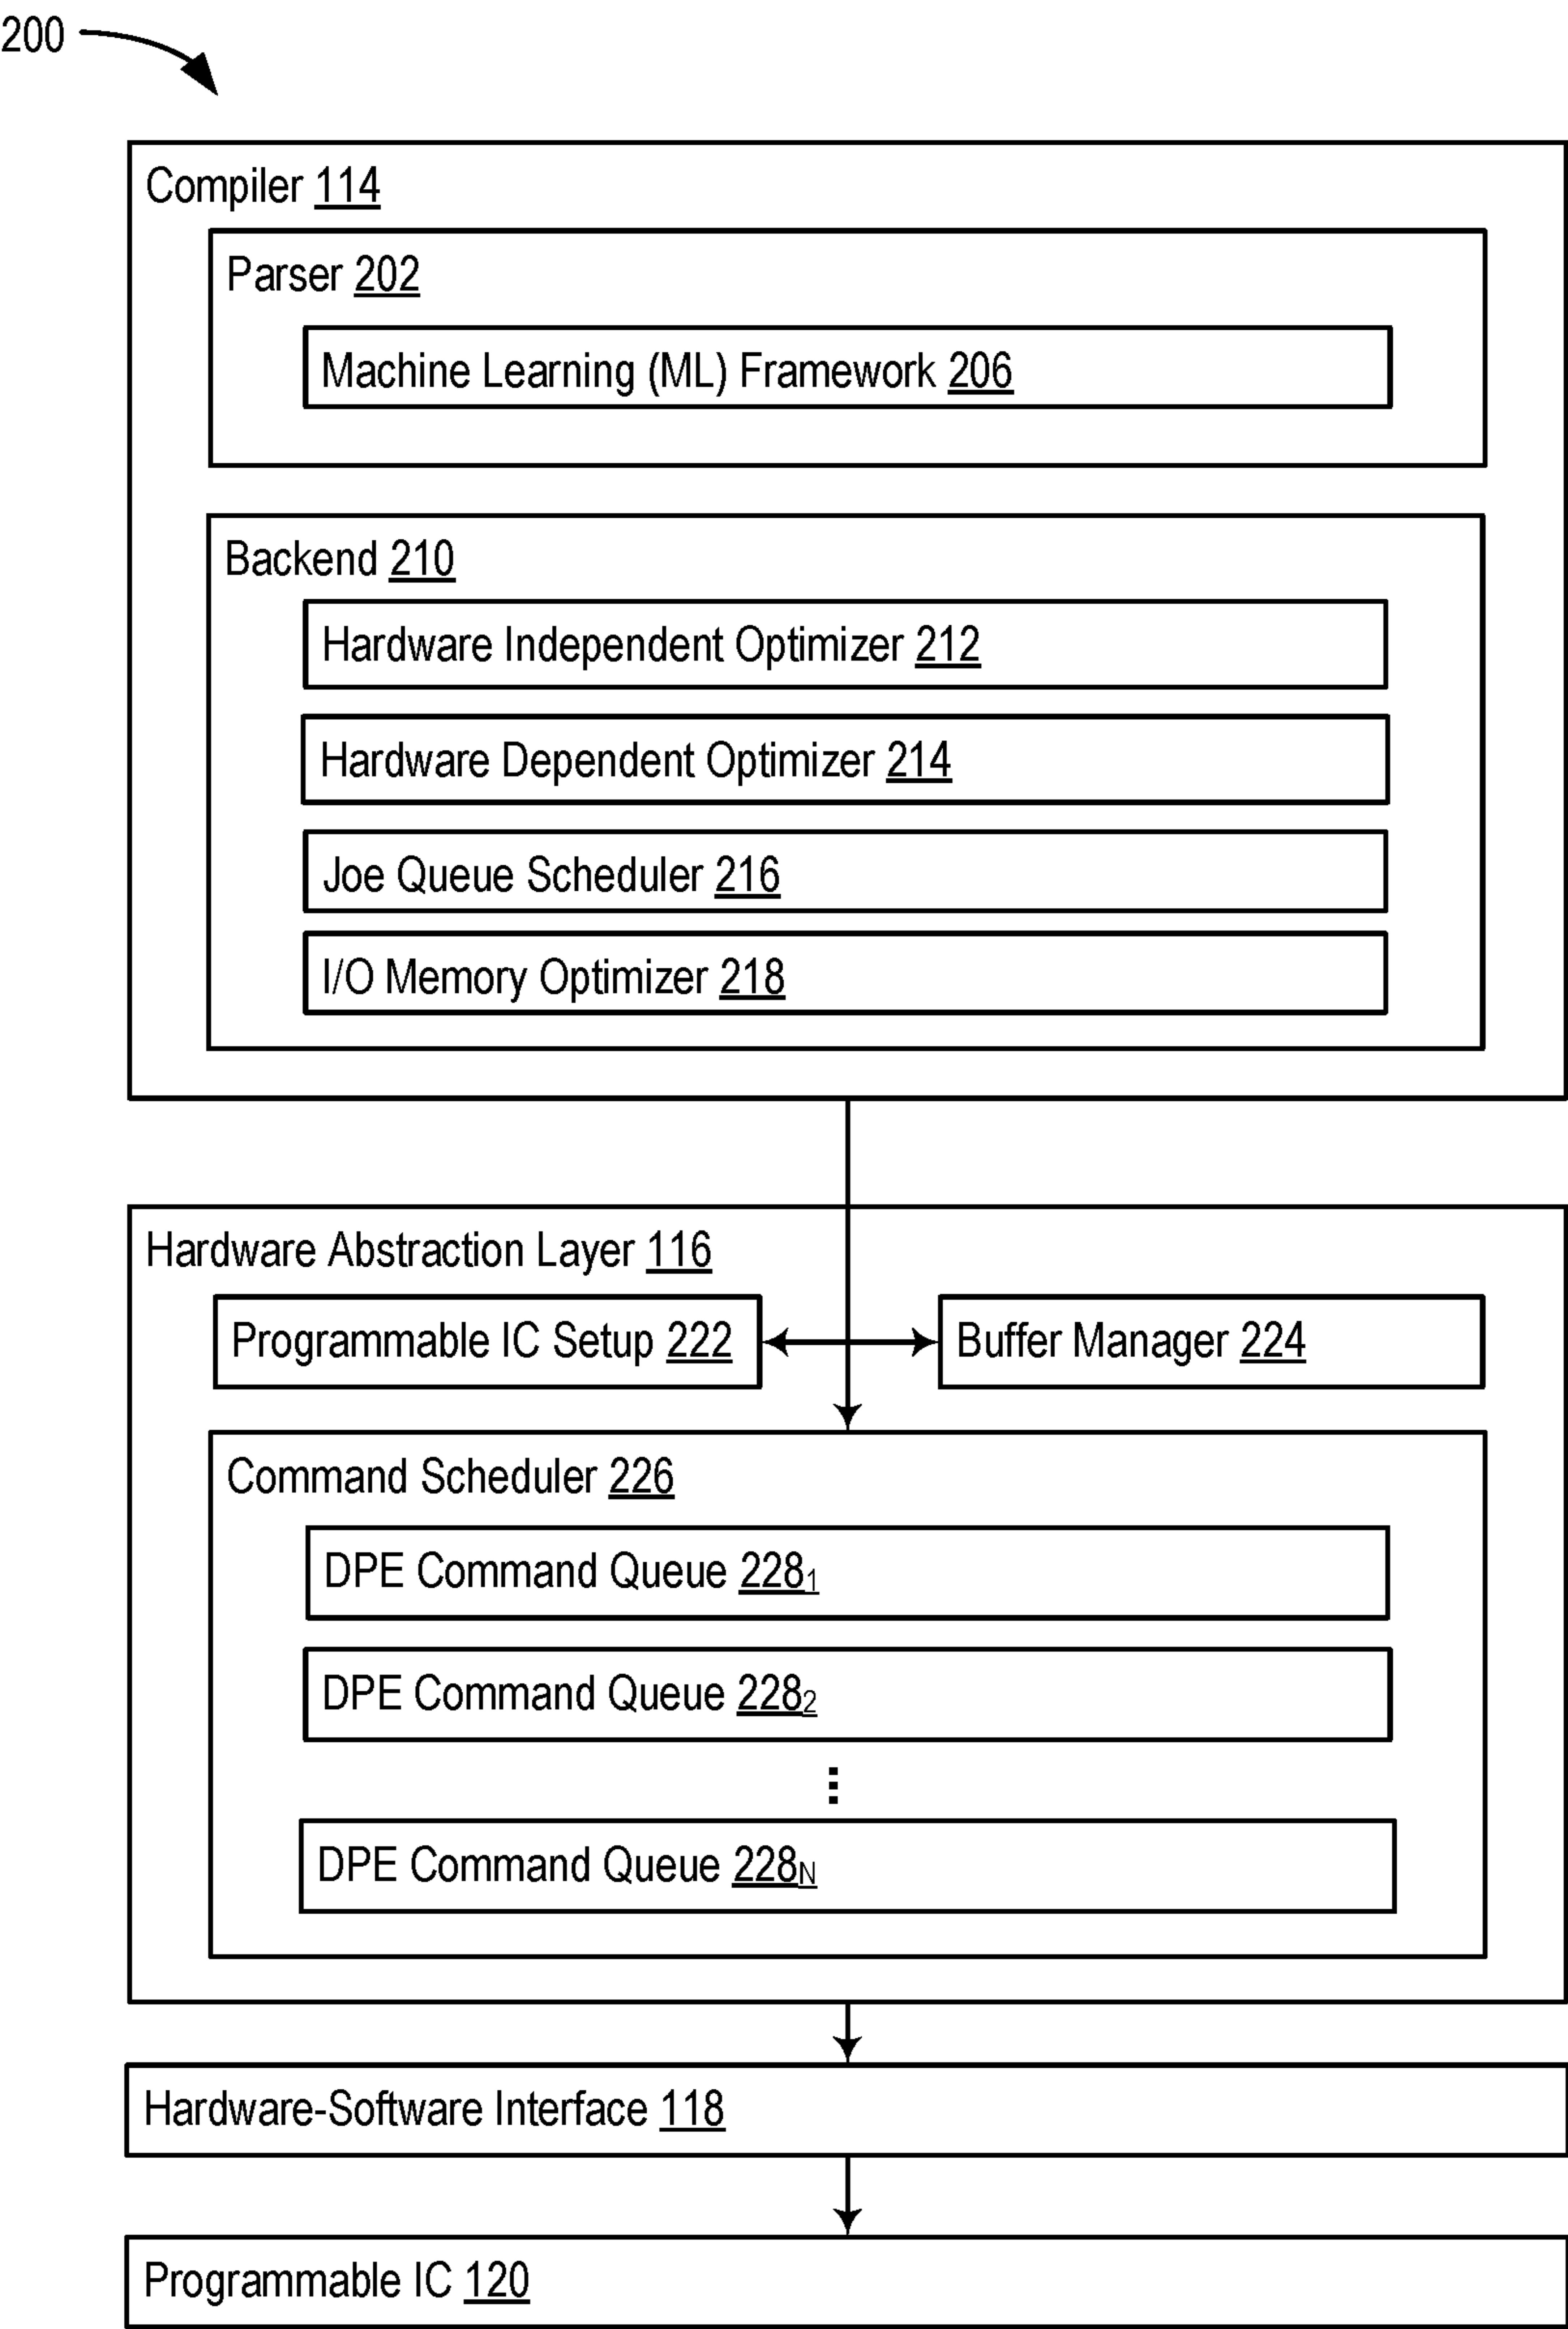 200
Compiler 114
Parser 202
Machine Learning (ML) Framework 206
Backend 210
Hardware Independent Optimizer 212
Hardware Dependent Optimizer 214
Joe Queue Scheduler 216
I/O Memory Optimizer 218
Hardware Abstraction Layer 116
Programmable IC Setup 222
Buffer Manager 224
Command Scheduler 226
DPE Command Queue 228₁
DPE Command Queue 228₂
⋮
DPE Command Queue 228N
Hardware-Software Interface 118
Programmable IC 120